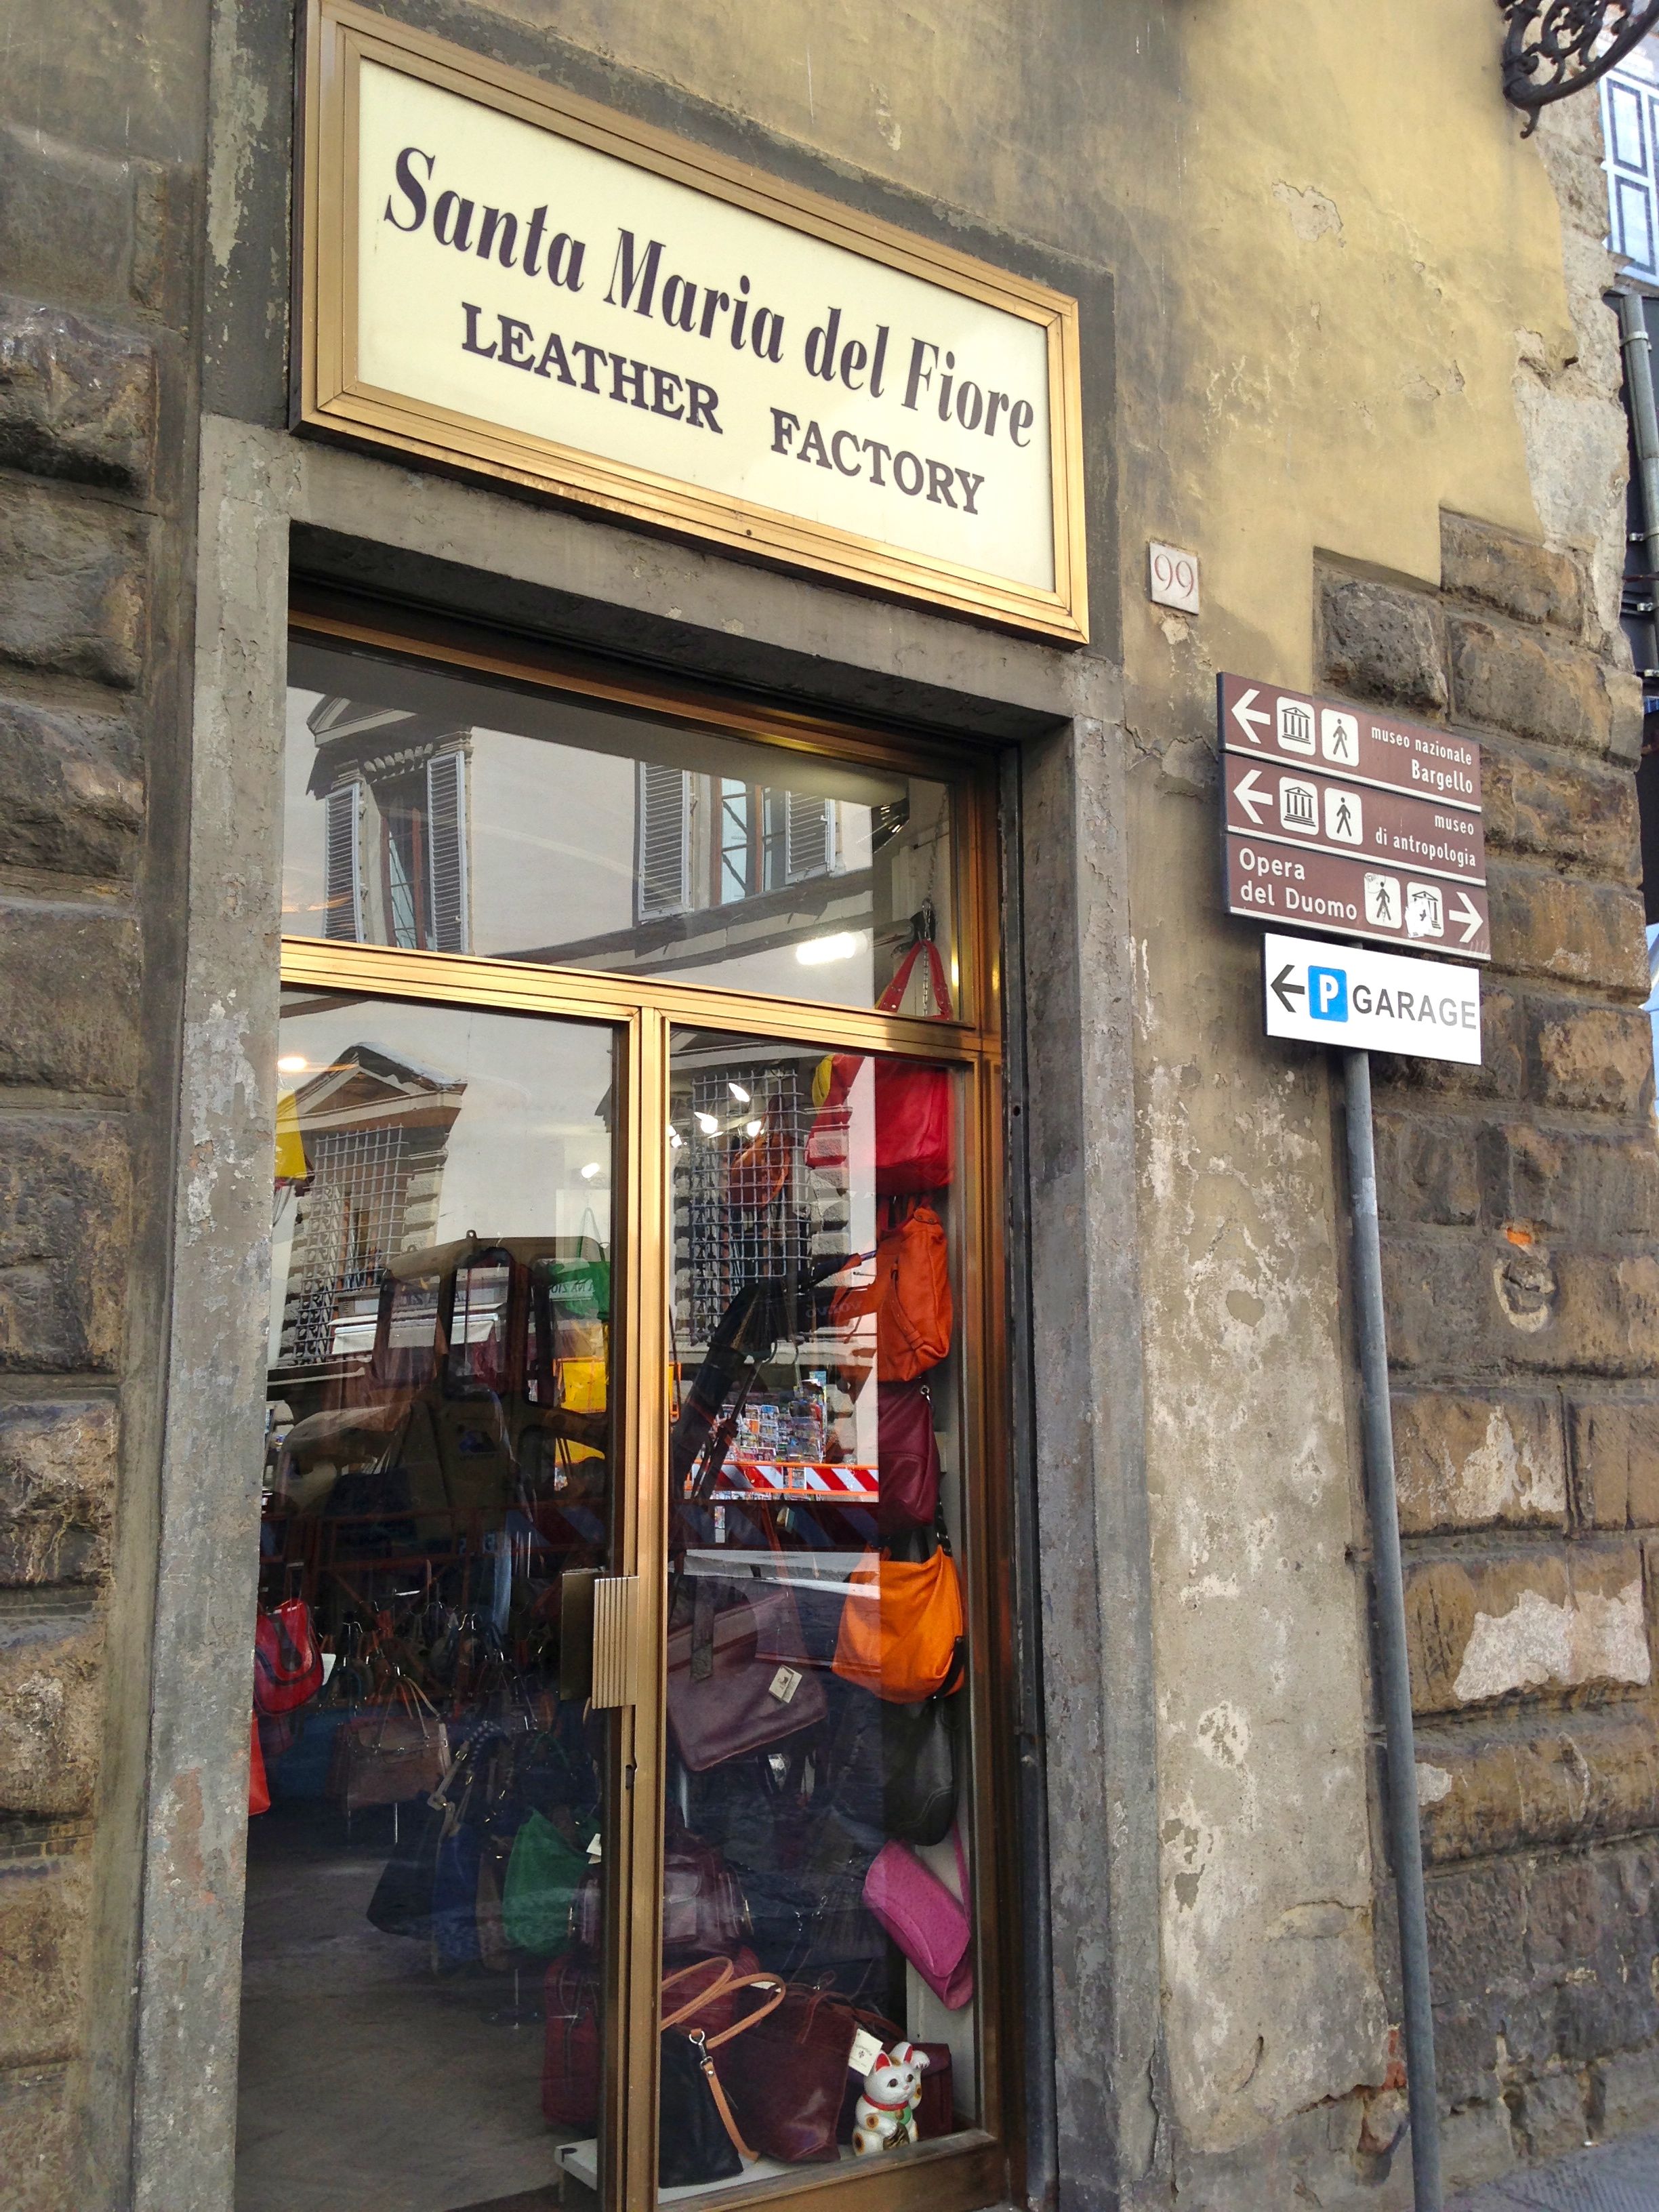 Santa Maria del Fiore
LEATHER FACTORY
99
museo nazionale
Bargello
museo
di antropologia
Opera
del Duomo
P GARAGE